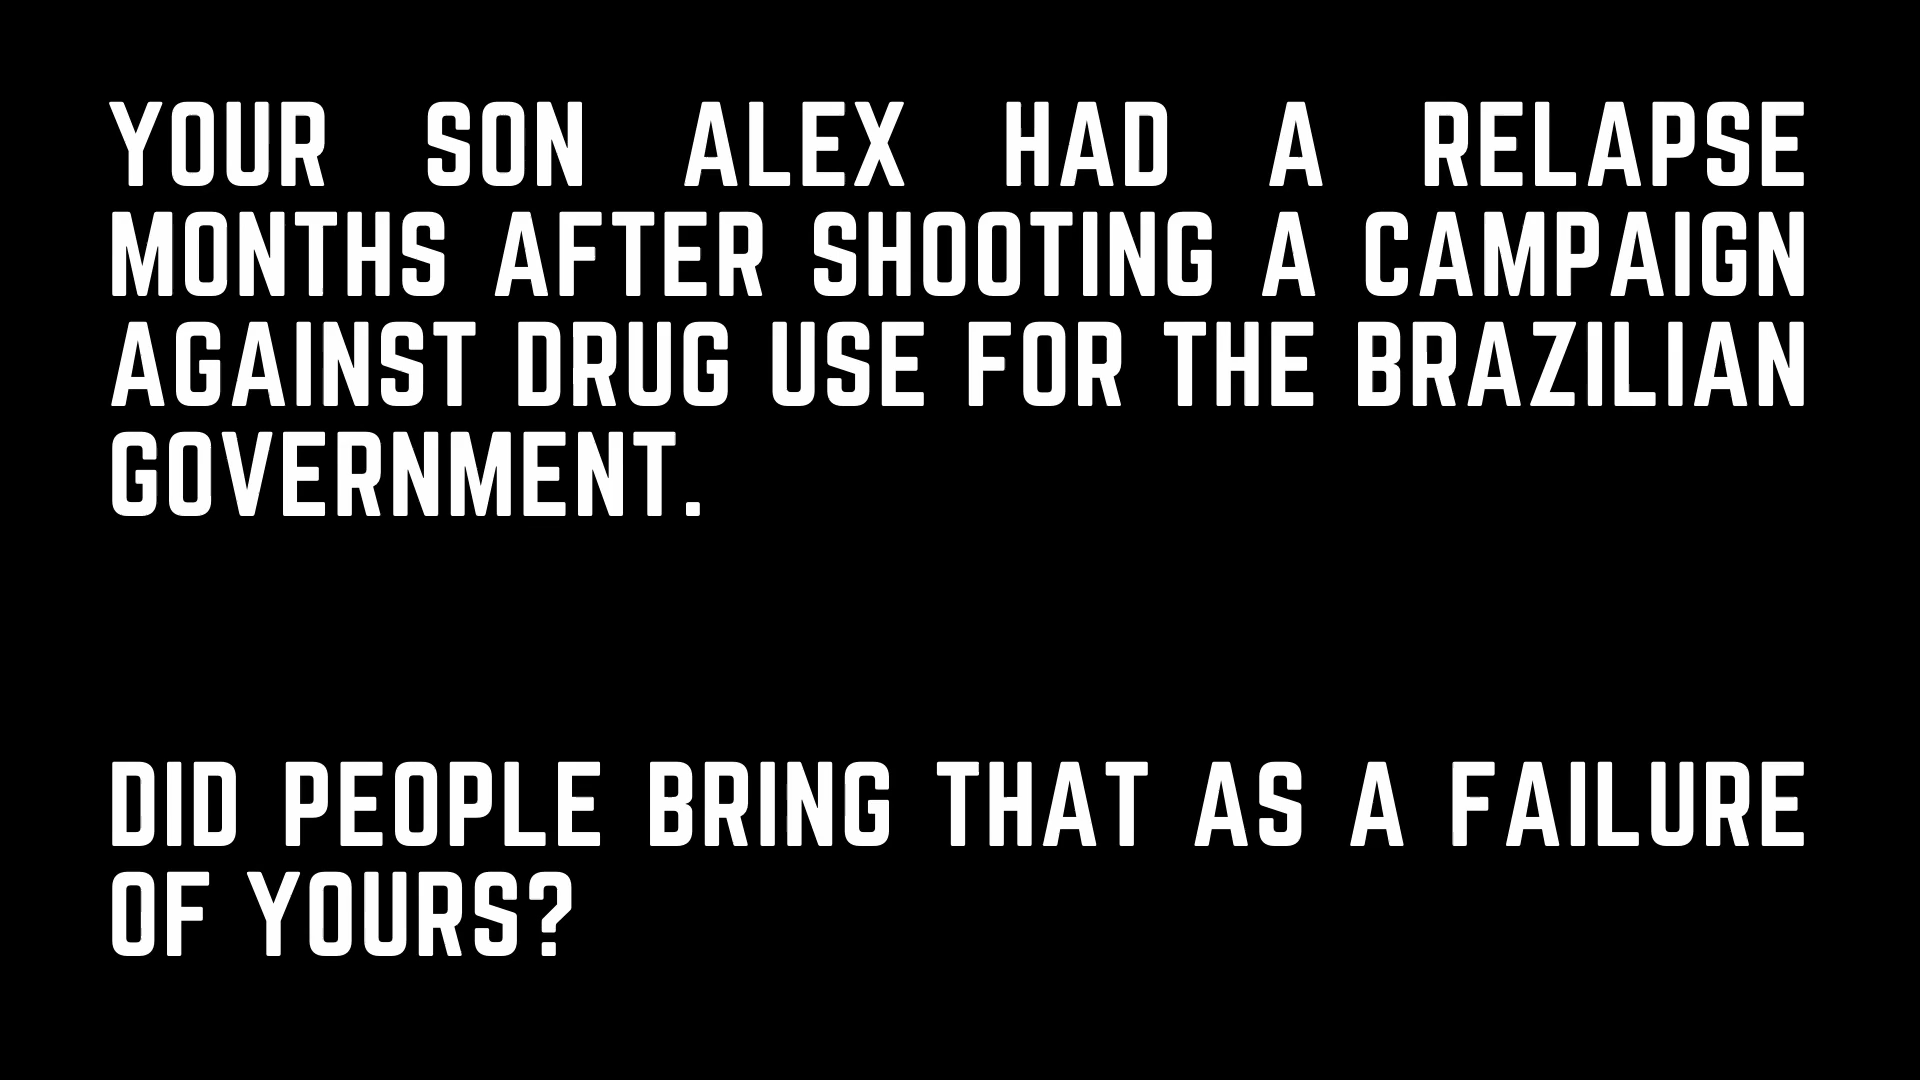 YOUR SON ALEX HAD A RELAPSE
MONTHS AFTER SHOOTING A CAMPAIGN
AGAINST DRUG USE FOR THE BRAZILIAN
GOVERNMENT.
DID PEOPLE BRING THAT AS A FAILURE
OF YOURS?